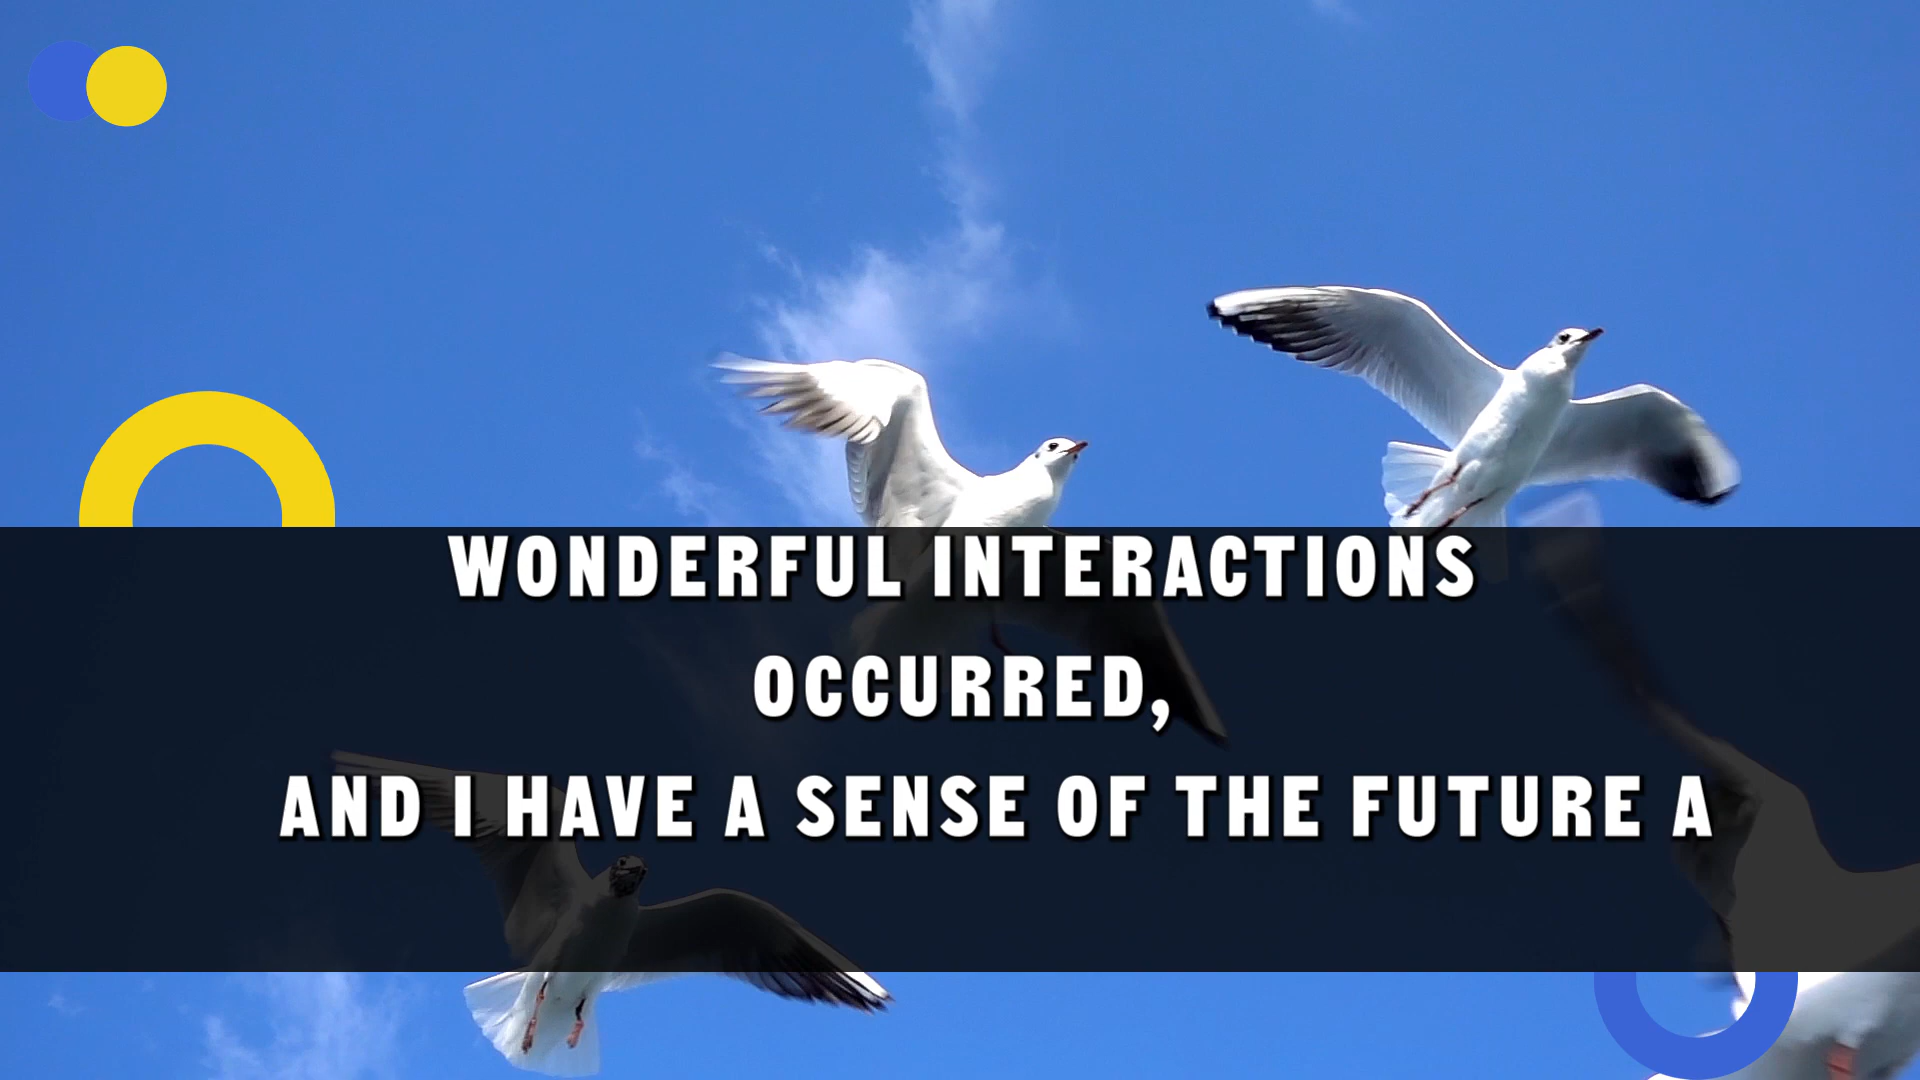 WONDERFUL INTERACTIONS
OCCURRED,
AND I HAVE A SENSE OF THE FUTURE A